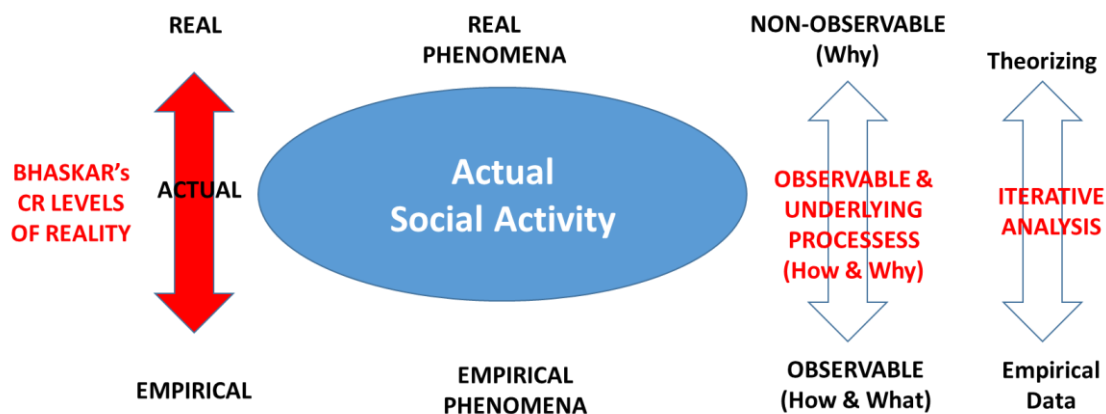 REAL
REAL
PHENOMENA
NON-OBSERVABLE
(Why)
Theorizing
BHASKAR's
CR LEVELS
OF REALITY
ACTUAL
Actual
Social Activity
OBSERVABLE &
UNDERLYING
PROCESSESS
(How & Why)
ITERATIVE
ANALYSIS
EMPIRICAL
EMPIRICAL
PHENOMENA
OBSERVABLE
(How & What)
Empirical
Data